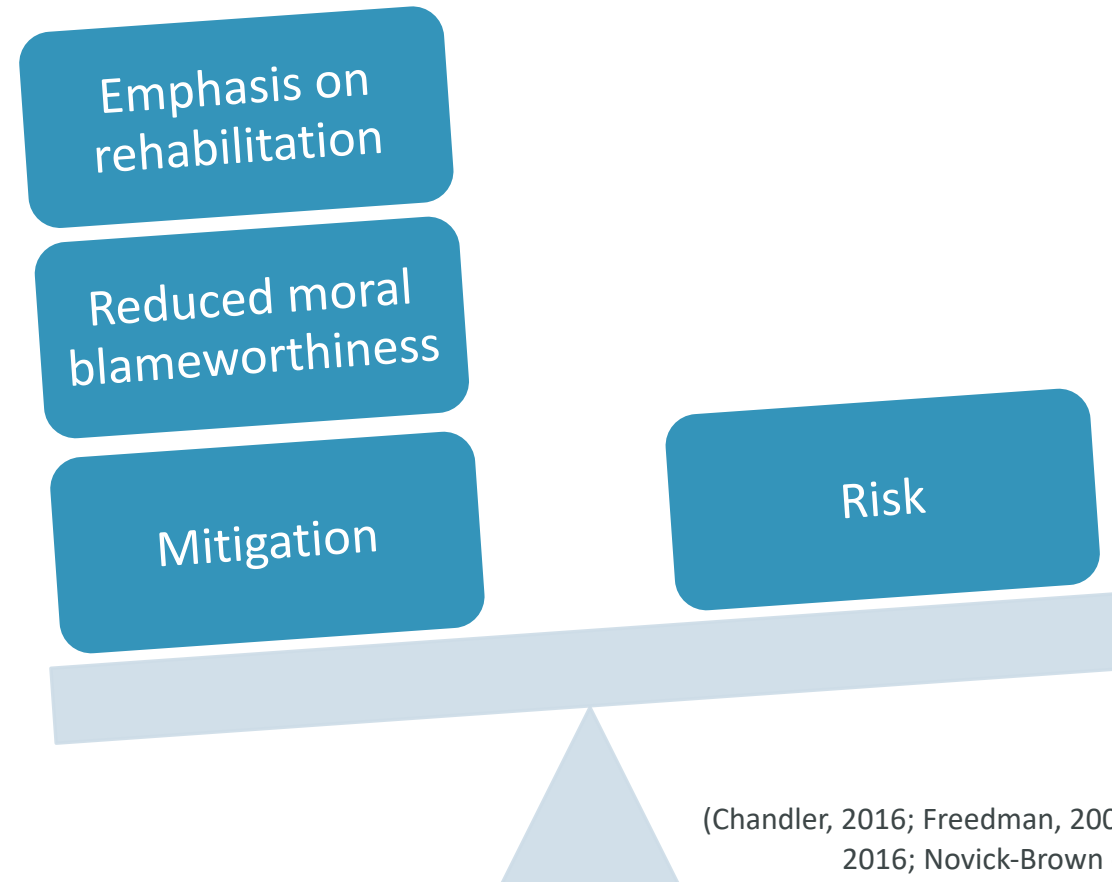 Emphasis on
rehabilitation
Reduced moral
blameworthiness
Mitigation
Risk
(Chandler, 2016; Freedman,
2016; Novick-Brown